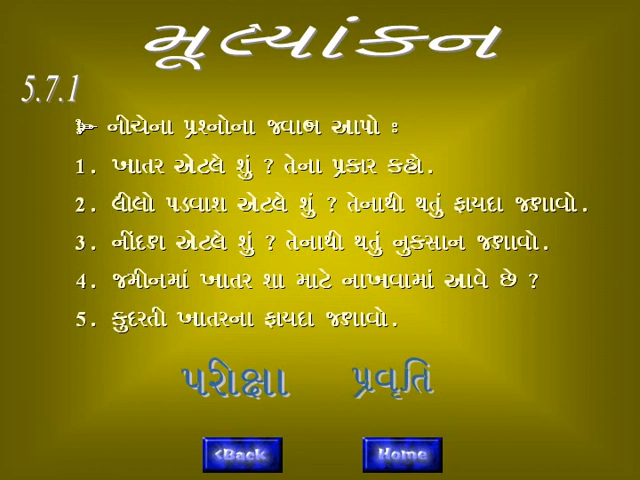 મૂલ્યાંકન
5.7.1
➳ નીચેના પ્રશ્નોના જવાબ આપો :
1. ખાતર એટલે શું ? તેના પ્રકાર કહો.
2. લીલો પડવાશ એટલે શું ? તેનાથી થતું ફાયદા જણાવો.
3. નીંદણ એટલે શું ? તેનાથી થતું નુકસાન જણાવો.
4. જમીનમાં ખાતર શા માટે નાખવામાં આવે છે ?
5. કુદરતી ખાતરના ફાયદા જણાવો.
પરીક્ષા પ્રવૃતિ
<Back Home